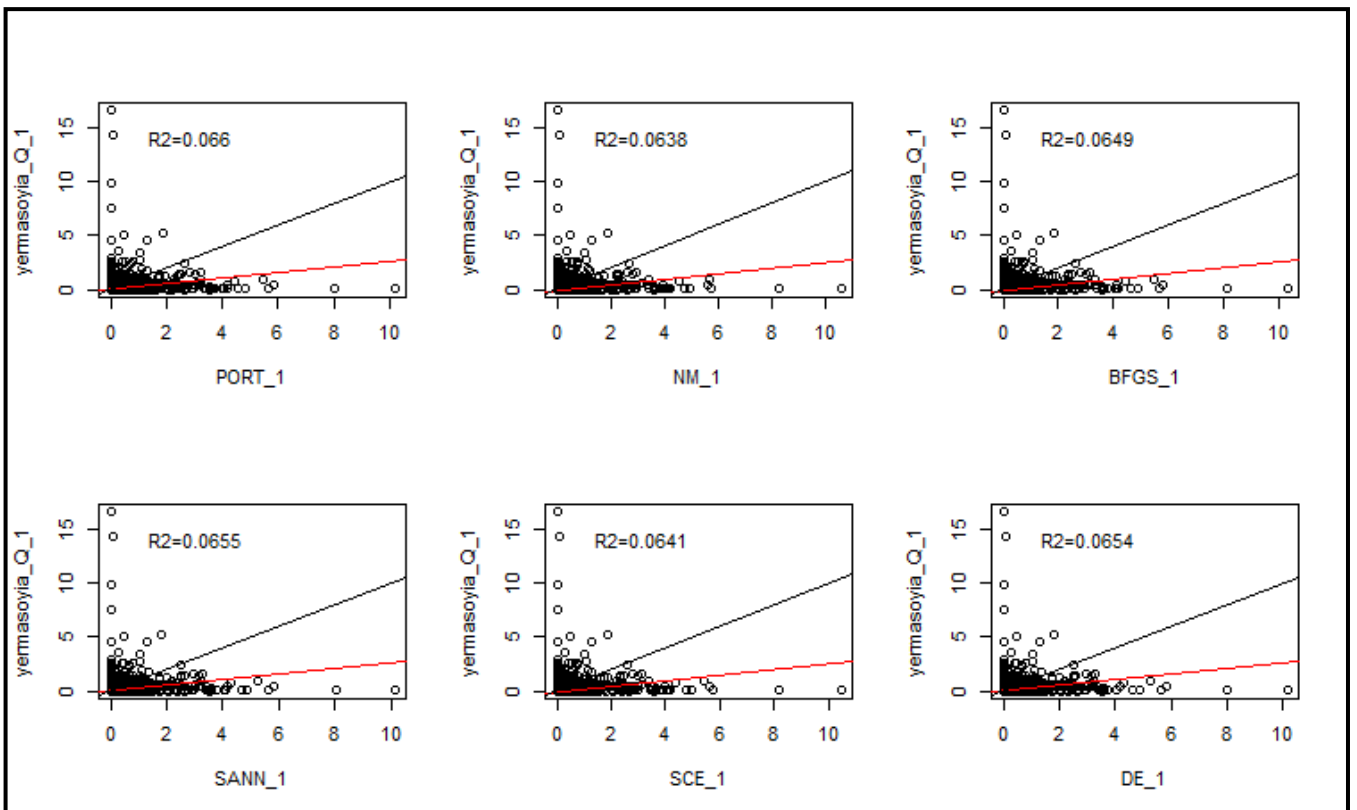 yermasoyia_Q_1
15
10
5
0
R2=0.066
0 2 4 6 8 10
PORT_1
yermasoyia_Q_1
15
10
5
0
R2=0.0638
0 2 4 6 8 10
NM_1
yermasoyia_Q_1
15
10
5
0
R2=0.0649
0 2 4 6 8 10
BFGS_1
yermasoyia_Q_1
15
10
5
0
R2=0.0655
0 2 4 6 8 10
SANN_1
yermasoyia_Q_1
15
10
5
0
R2=0.0641
0 2 4 6 8 10
SCE_1
yermasoyia_Q_1
15
10
5
0
R2=0.0654
0 2 4 6 8 10
DE_1